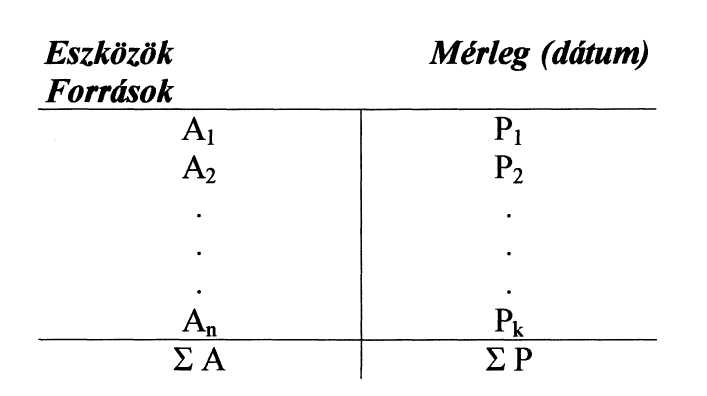 Eszközök Mérleg (dátum)
Források
A₁ P₁
A₂ P₂
. .
. .
. .
Aₙ Pₖ
Σ A Σ P